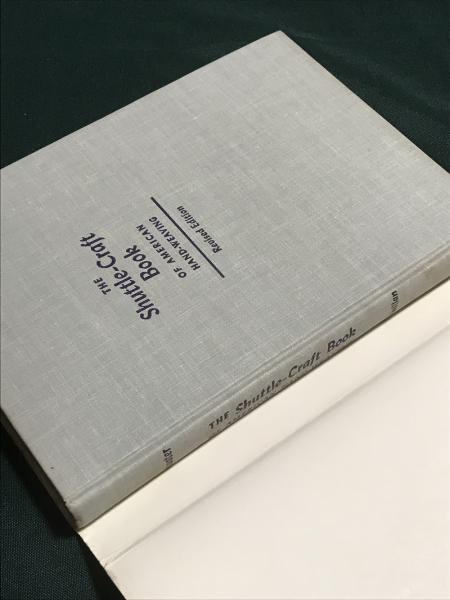 THE
Shuttle-Craft
Book
OF AMERICAN
HAND-WEAVING
Revised Edition
THE Shuttle-Craft Book